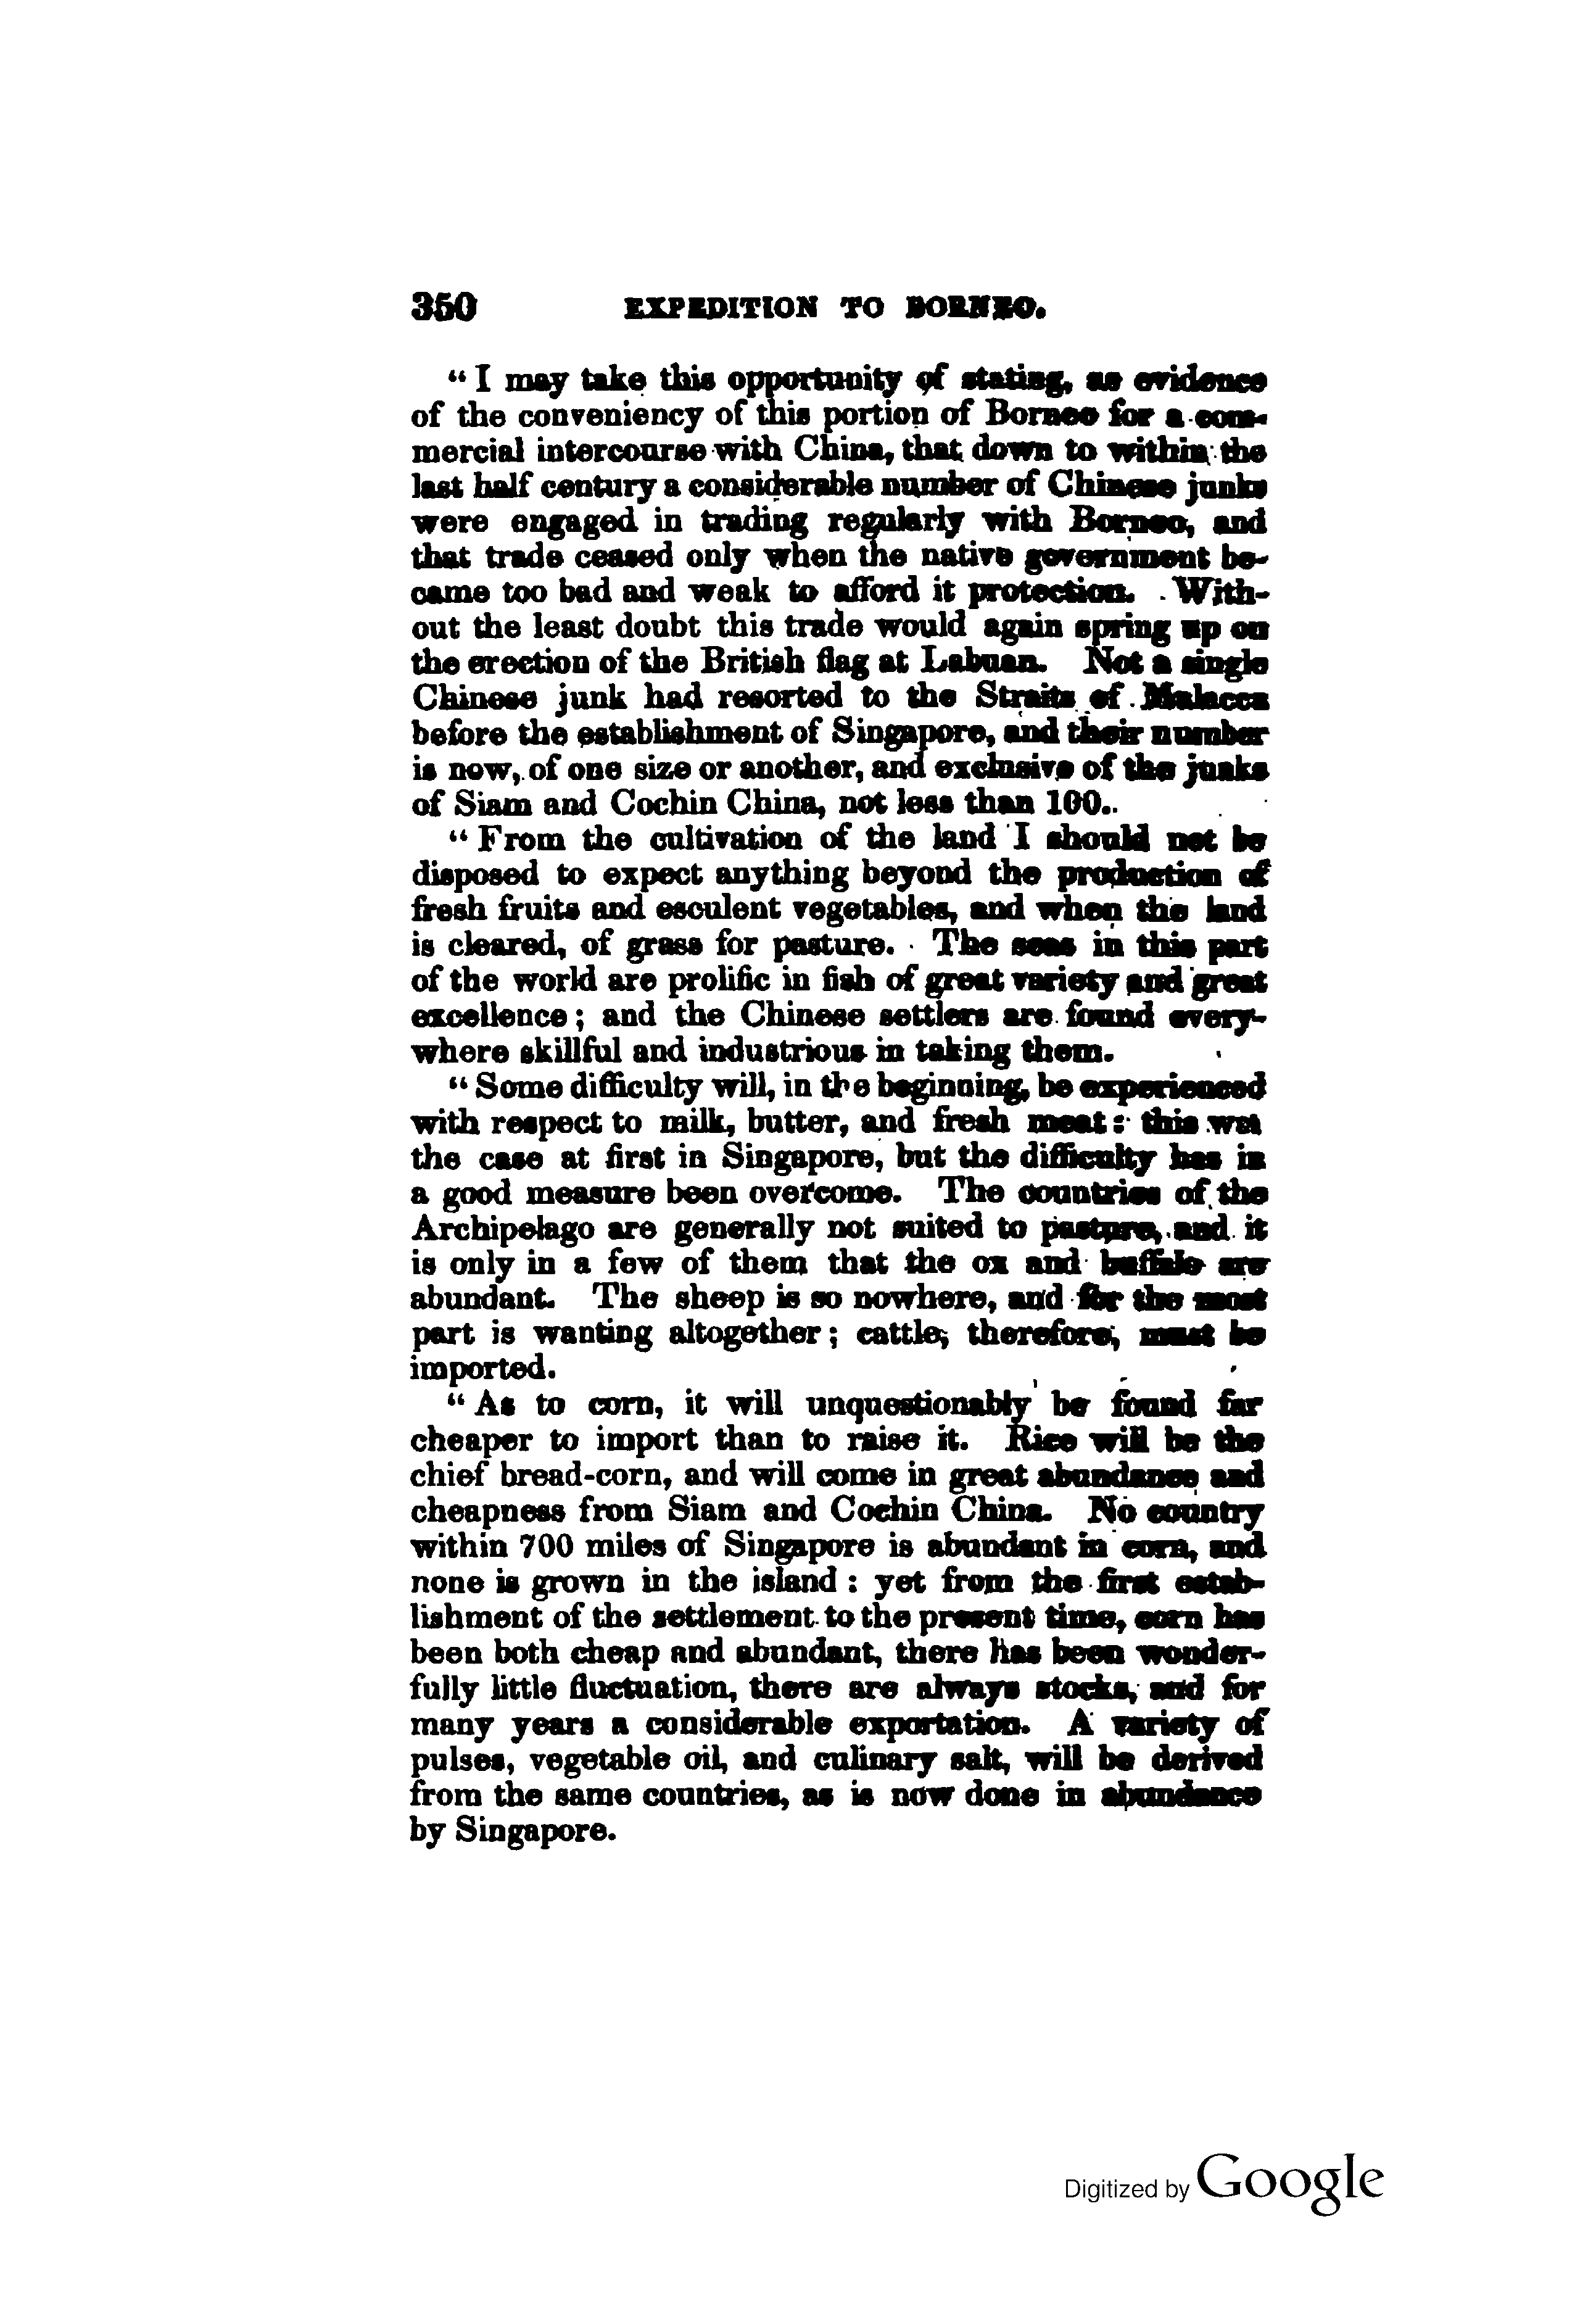 350 EXPEDITION TO BORNEO.
“ I may take this opportunity of stating, as evidence
of the conveniency of this portion of Borneo for a com-
mercial intercourse with China, that down to within the
last half century a considerable number of Chinese junks
were engaged in trading regularly with Borneo, and
that trade ceased only when the native government be-
came too bad and weak to afford it protection. With-
out the least doubt this trade would again spring up on
the erection of the British flag at Labuan. Not a single
Chinese junk had resorted to the Straits of Malacca
before the establishment of Singapore, and their number
is now, of one size or another, and exclusive of the junks
of Siam and Cochin China, not less than 100.
“ From the cultivation of the land I should not be
disposed to expect anything beyond the production of
fresh fruits and esculent vegetables, and when the land
is cleared, of grass for pasture. The seas in this part
of the world are prolific in fish of great variety and great
excellence; and the Chinese settlers are found every-
where skillful and industrious in taking them.
“ Some difficulty will, in the beginning, be experienced
with respect to milk, butter, and fresh meat: this was
the case at first in Singapore, but the difficulty has in
a good measure been overcome. The countries of the
Archipelago are generally not suited to pasture, and it
is only in a few of them that the ox and buffalo are
abundant. The sheep is so nowhere, and for the most
part is wanting altogether; cattle, therefore, must be
imported.
“ As to corn, it will unquestionably be found far
cheaper to import than to raise it. Rice will be the
chief bread-corn, and will come in great abundance and
cheapness from Siam and Cochin China. No country
within 700 miles of Singapore is abundant in corn, and
none is grown in the island: yet from the first estab-
lishment of the settlement to the present time, corn has
been both cheap and abundant, there has been wonder-
fully little fluctuation, there are always stocks, and for
many years a considerable exportation. A variety of
pulses, vegetable oil, and culinary salt, will be derived
from the same countries, as is now done in abundance
by Singapore.
Digitized by Google